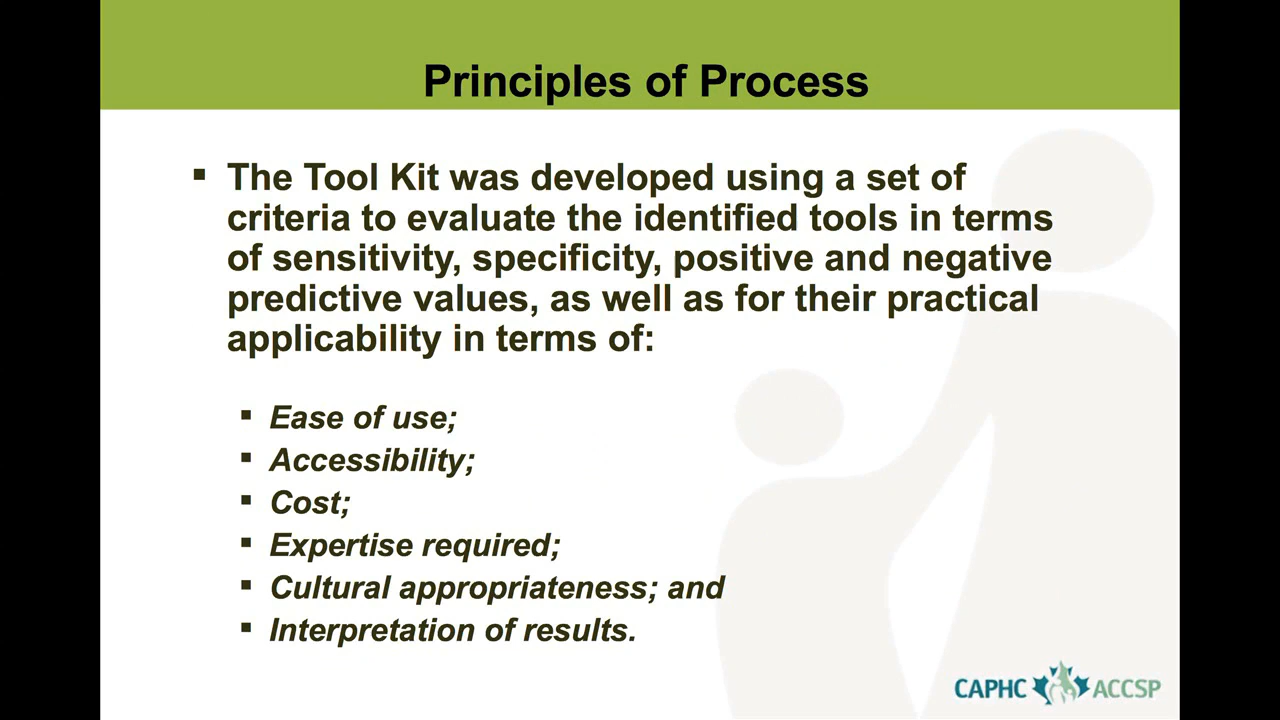 Principles of Process
▪ The Tool Kit was developed using a set of
criteria to evaluate the identified tools in terms
of sensitivity, specificity, positive and negative
predictive values, as well as for their practical
applicability in terms of:
▪ Ease of use;
▪ Accessibility;
▪ Cost;
▪ Expertise required;
▪ Cultural appropriateness; and
▪ Interpretation of results.
CAPHC ACCSP